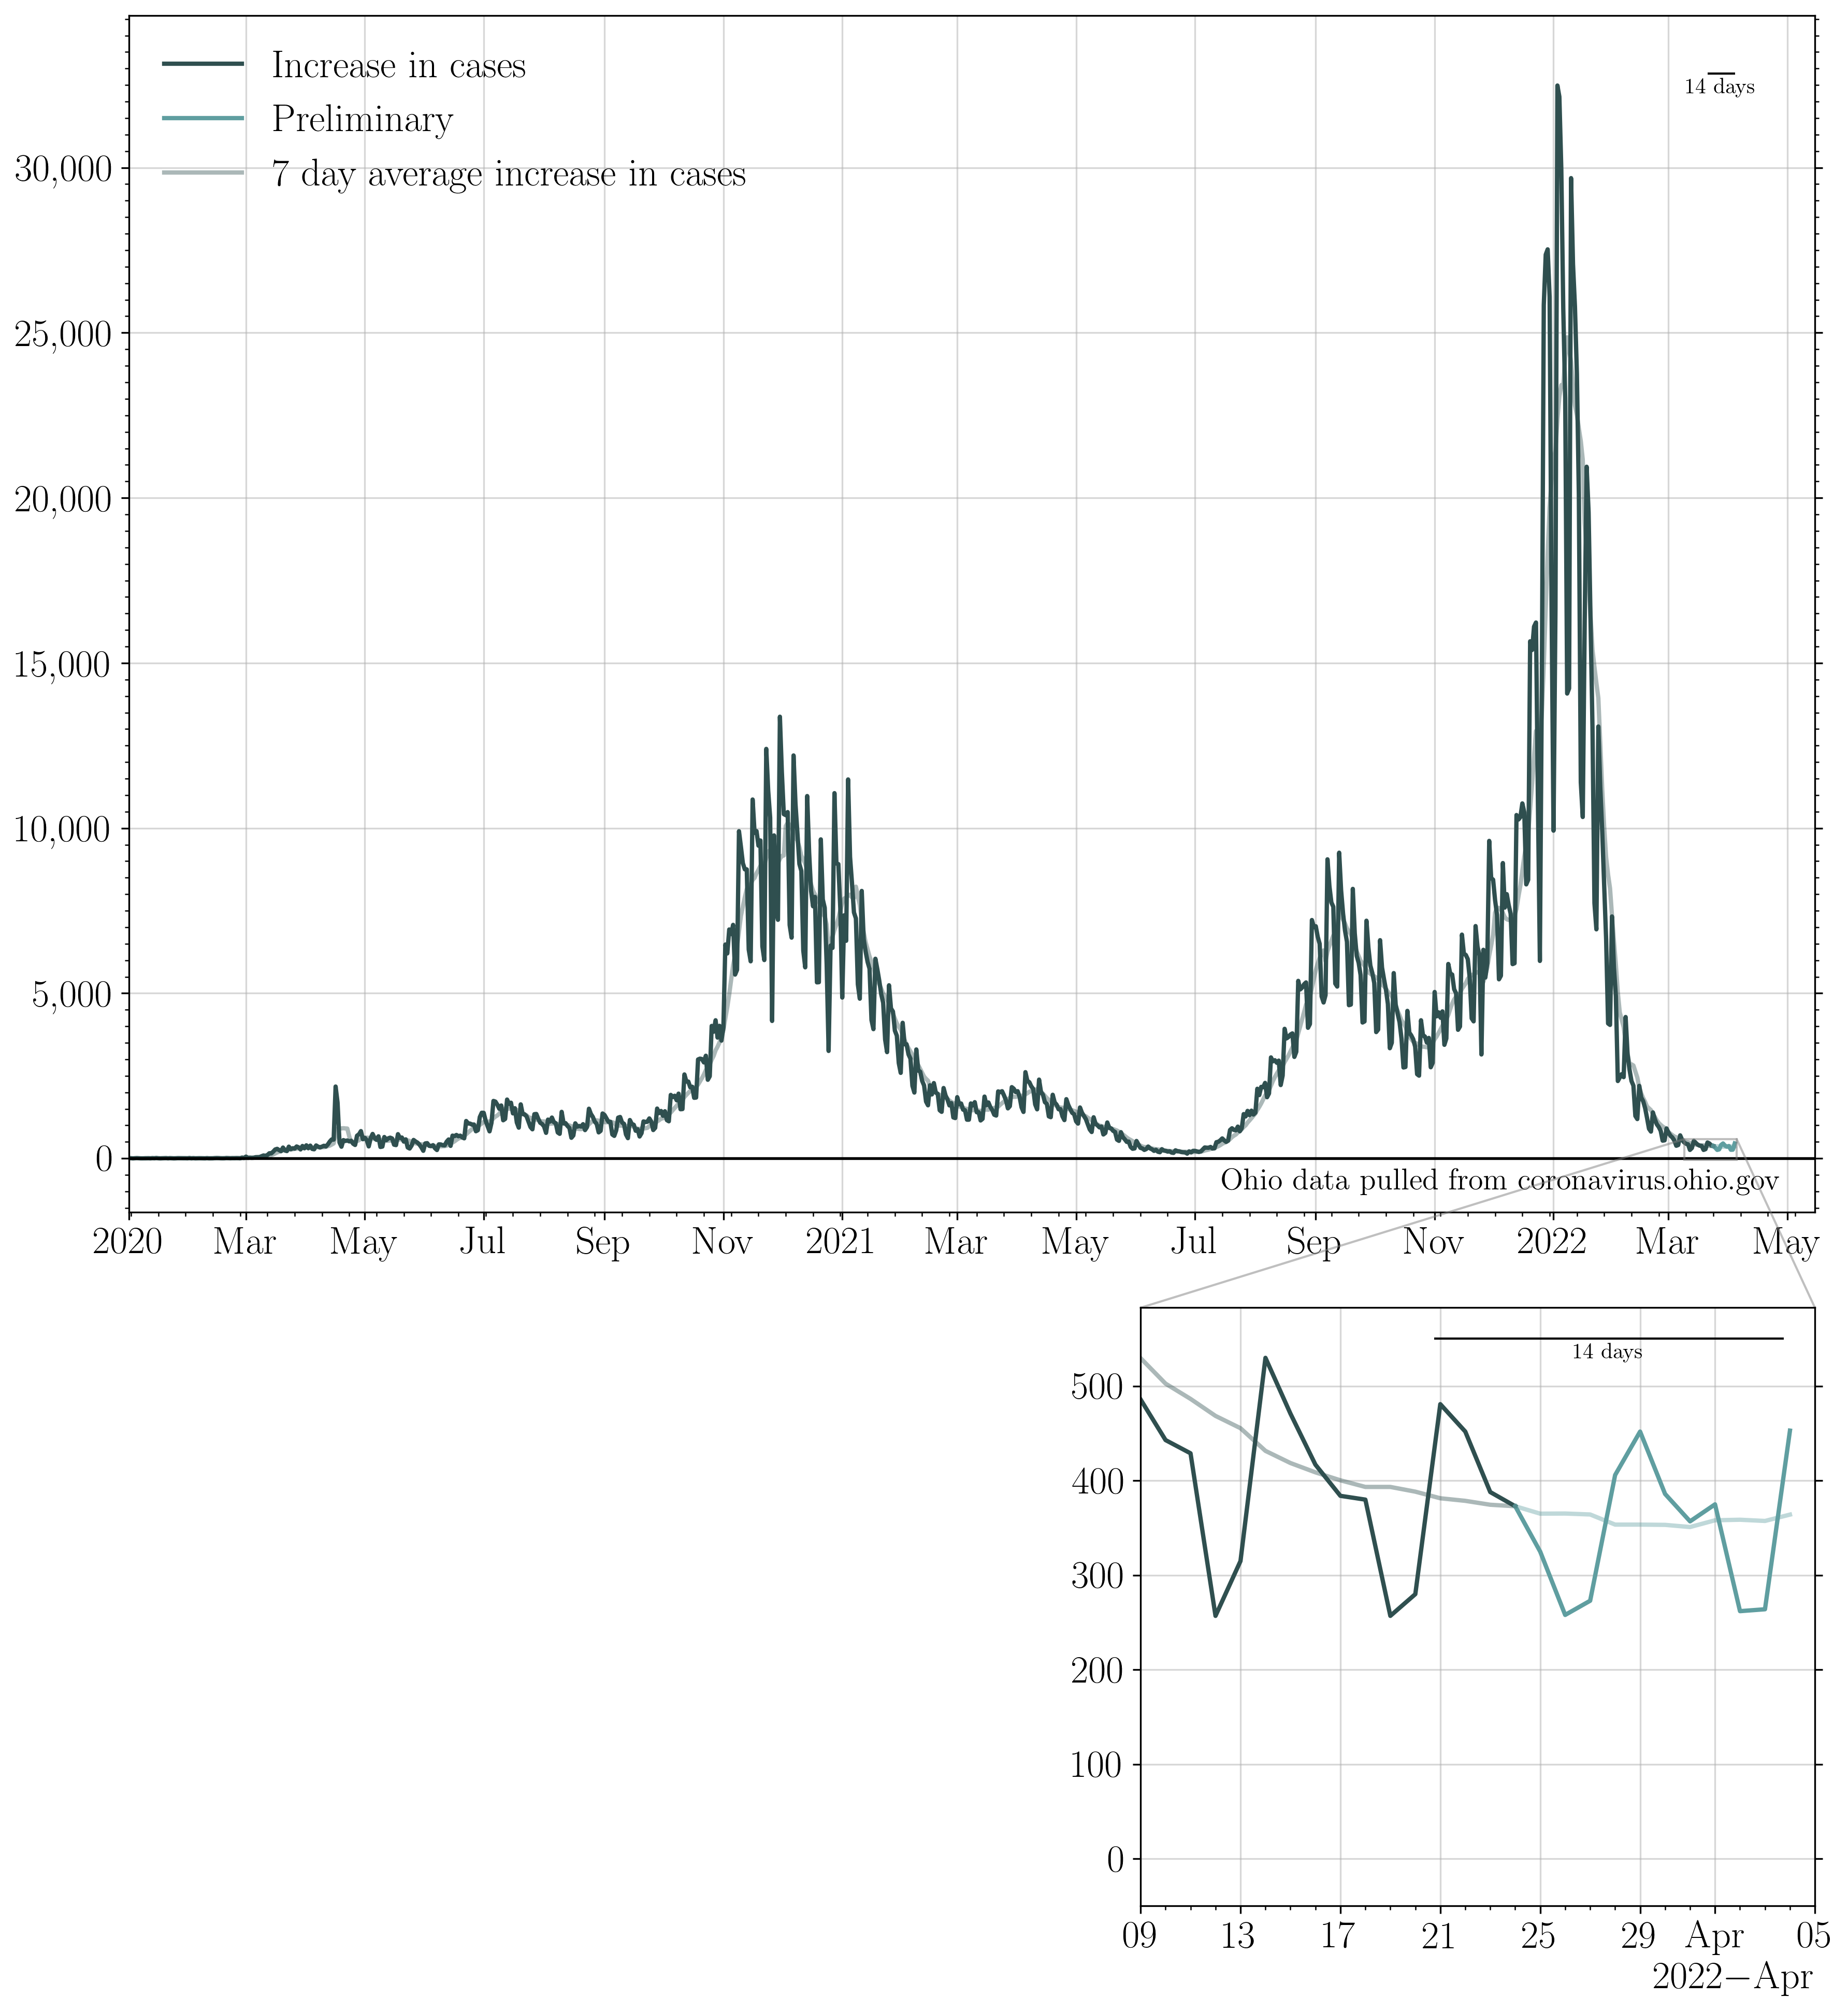 Increase in cases
Preliminary
7 day average increase in cases
14 days
30,000
25,000
20,000
15,000
10,000
5,000
0
Ohio data pulled from coronavirus.ohio.gov
2020 Mar May Jul Sep Nov 2021 Mar May Jul Sep Nov 2022 Mar May
14 days
500
400
300
200
100
0
09 13 17 21 25 29 Apr 05
2022−Apr